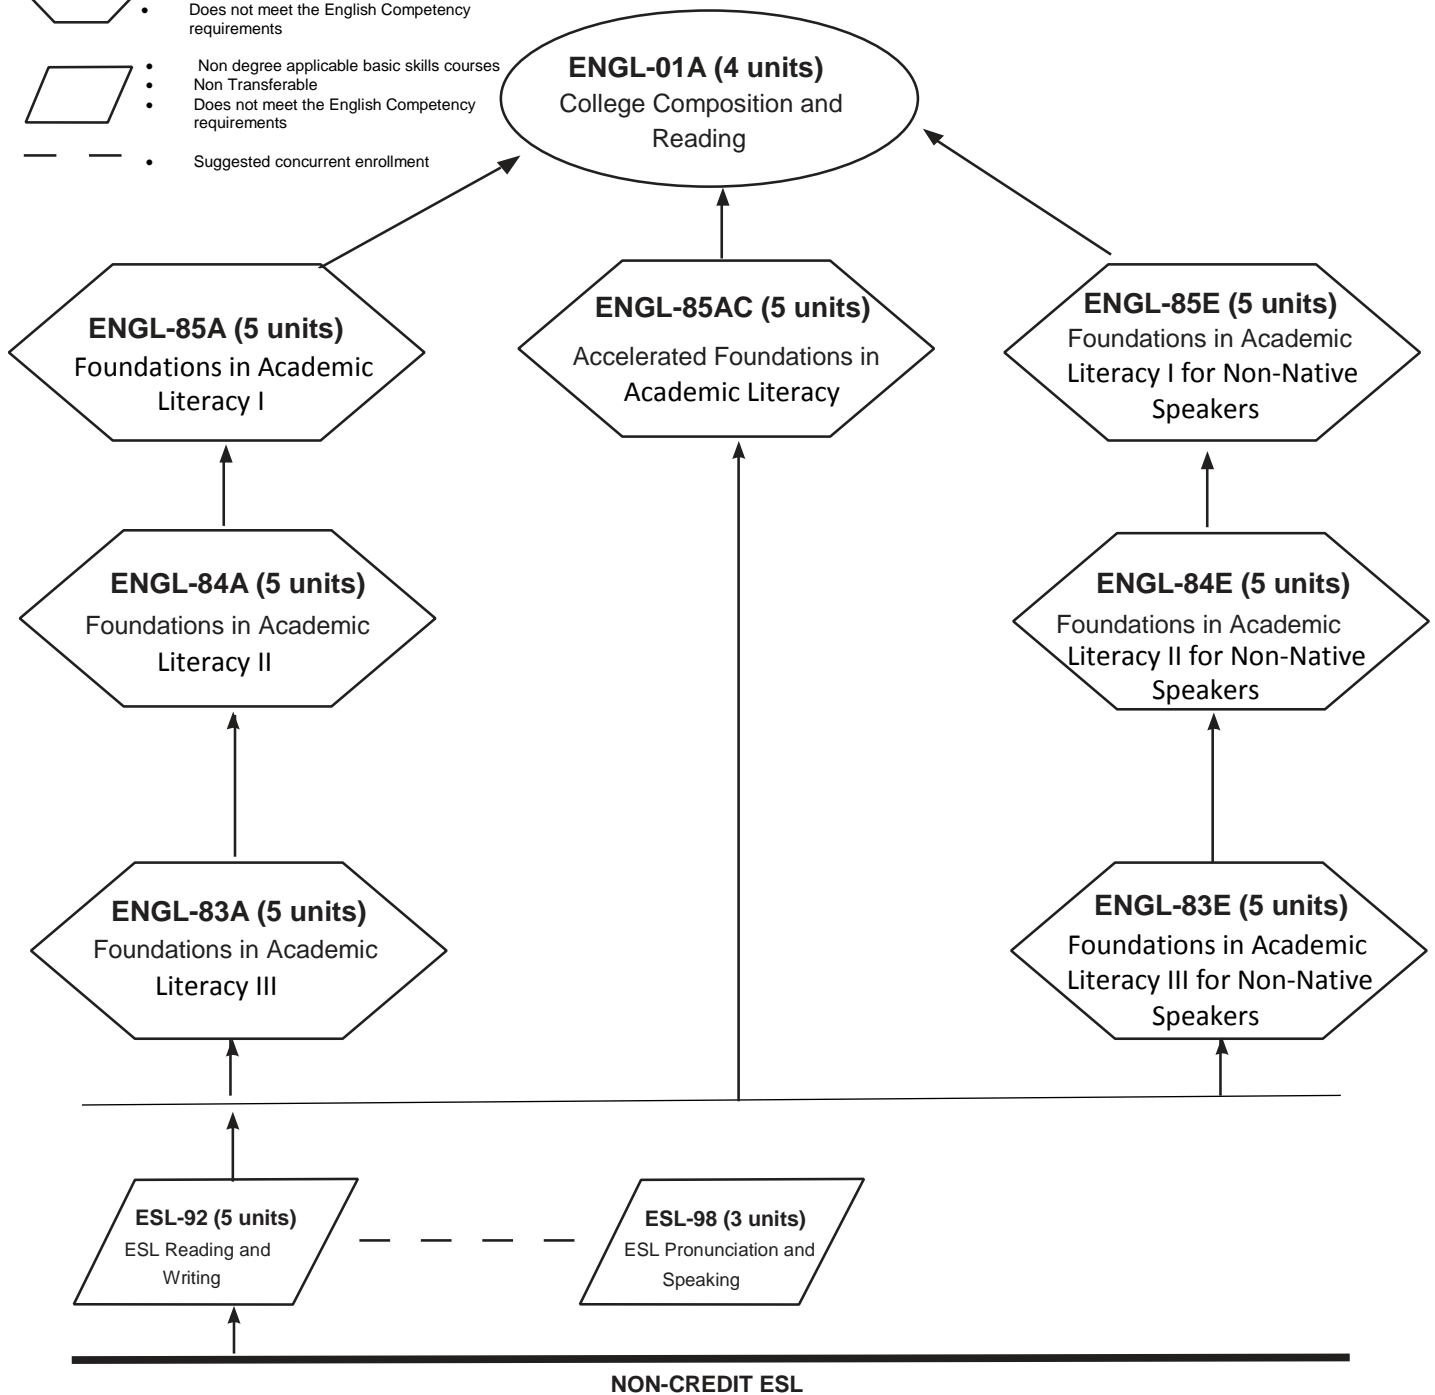 • Does not meet the English Competency
requirements
• Non degree applicable basic skills courses
• Non Transferable
• Does not meet the English Competency
requirements
• Suggested concurrent enrollment
ENGL-01A (4 units)
College Composition and
Reading
ENGL-85A (5 units)
Foundations in Academic
Literacy I
ENGL-85AC (5 units)
Accelerated Foundations in
Academic Literacy
ENGL-85E (5 units)
Foundations in Academic
Literacy I for Non-Native
Speakers
ENGL-84A (5 units)
Foundations in Academic
Literacy II
ENGL-84E (5 units)
Foundations in Academic
Literacy II for Non-Native
Speakers
ENGL-83A (5 units)
Foundations in Academic
Literacy III
ENGL-83E (5 units)
Foundations in Academic
Literacy III for Non-Native
Speakers
ESL-92 (5 units)
ESL Reading and
Writing
ESL-98 (3 units)
ESL Pronunciation and
Speaking
NON-CREDIT ESL